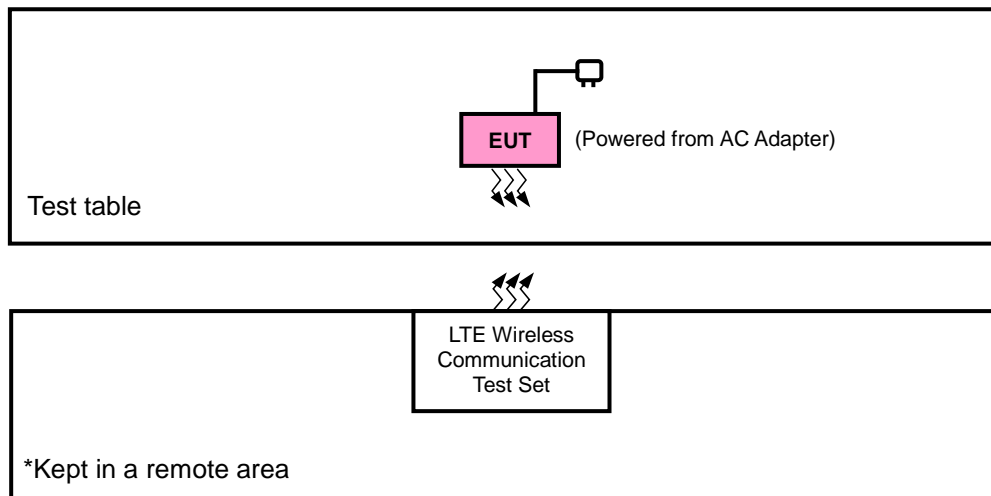 EUT
(Powered from AC Adapter)
Test table
LTE Wireless
Communication
Test Set
*Kept in a remote area